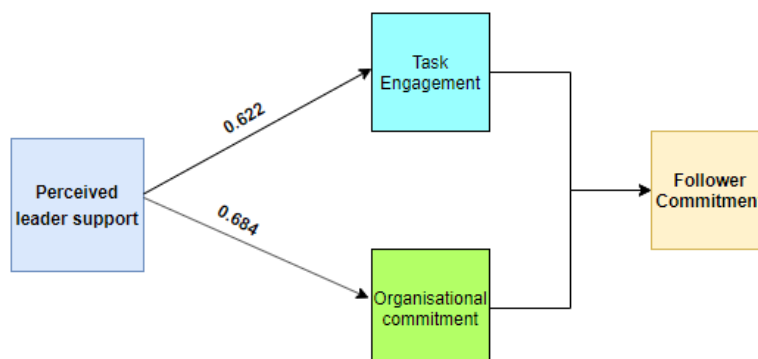 Task
Engagement
0.622
Perceived
leader support
0.684
Follower
Commitmen
Organisational
commitment